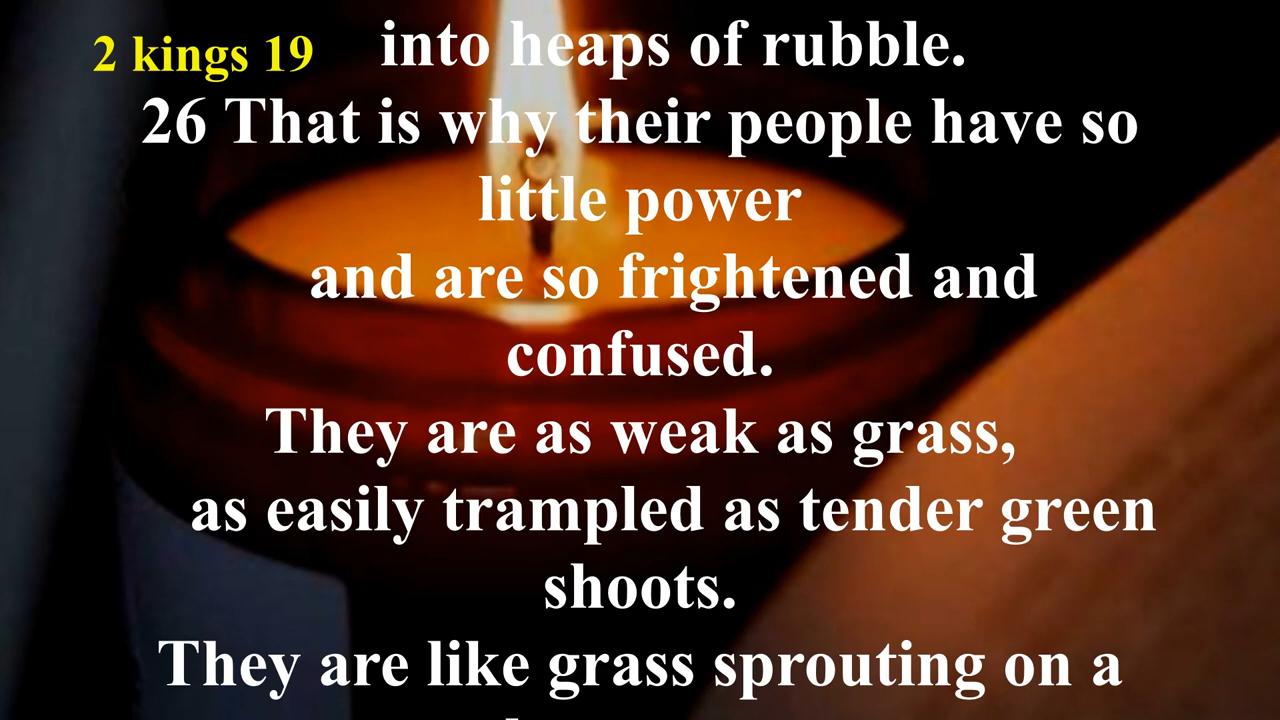 2 kings 19
into heaps of rubble.
26 That is why their people have so
little power
and are so frightened and
confused.
They are as weak as grass,
as easily trampled as tender green
shoots.
They are like grass sprouting on a